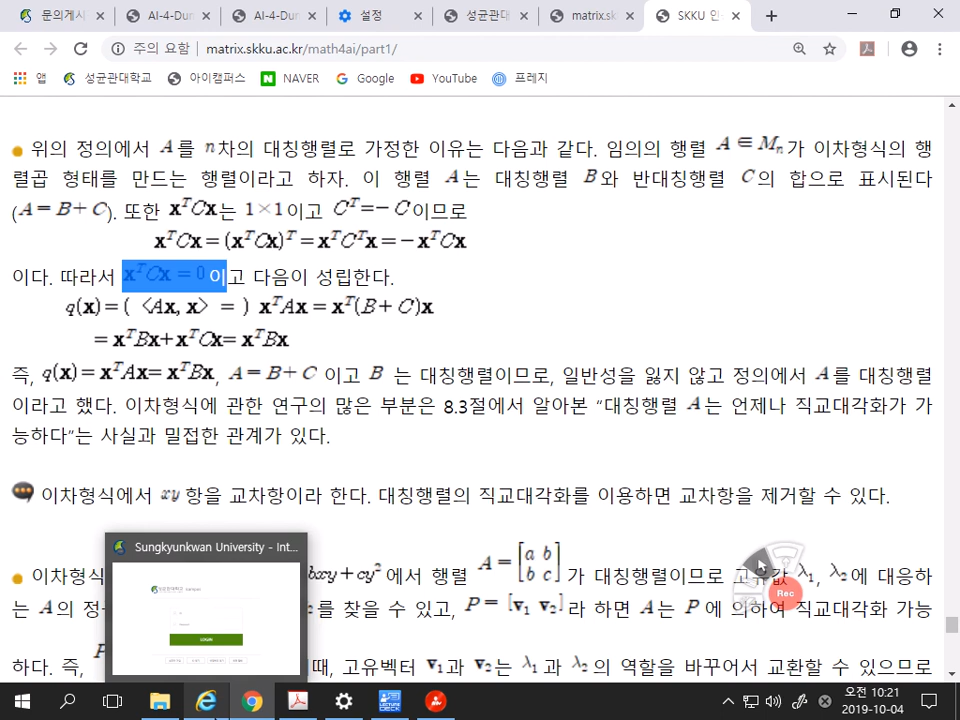 문의게시
AI-4-Dur
AI-4-Dur
설정
성균관대
matrix.sk
SKKU 인
주의 요함
matrix.skku.ac.kr/math4ai/part1/
앱
성균관대학교
아이캠퍼스
NAVER
Google
YouTube
프레지
위의 정의에서 A를 n차의 대칭행렬로 가정한 이유는 다음과 같다. 임의의 행렬 A ∈ Mₙ가 이차형식의 행
렬곱 형태를 만드는 행렬이라고 하자. 이 행렬 A는 대칭행렬 B와 반대칭행렬 C의 합으로 표시된다
(A = B + C). 또한 xᵀCx는 1×1이고 Cᵀ = − C이므로
xᵀCx = (xᵀCx)ᵀ = xᵀCᵀx = − xᵀCx
이다. 따라서 xᵀCx = 0이고 다음이 성립한다.
q(x) = ( 〈Ax, x〉 = ) xᵀAx = xᵀ(B + C)x
= xᵀBx + xᵀCx = xᵀBx
즉, q(x) = xᵀAx = xᵀBx, A = B + C 이고 B 는 대칭행렬이므로, 일반성을 잃지 않고 정의에서 A를 대칭행렬
이라고 했다. 이차형식에 관한 연구의 많은 부분은 8.3절에서 알아본 “대칭행렬 A는 언제나 직교대각화가 가
능하다”는 사실과 밀접한 관계가 있다.
이차형식에서 xy 항을 교차항이라 한다. 대칭행렬의 직교대각화를 이용하면 교차항을 제거할 수 있다.
Sungkyunkwan University - Int...
LOGIN
이차형식 bxy + cy² 에서 행렬 A = [a b; b c] 가 대칭행렬이므로 고유값 λ₁, λ₂에 대응하
는 A의 정 를 찾을 수 있고, P = [v₁ v₂]라 하면 A는 P에 의하여 직교대각화 가능
하다. 즉, P 때, 고유벡터 v₁과 v₂는 λ₁과 λ₂의 역할을 바꾸어서 교환할 수 있으므로
Rec
LECTURE
DECK
오전 10:21
2019-10-04